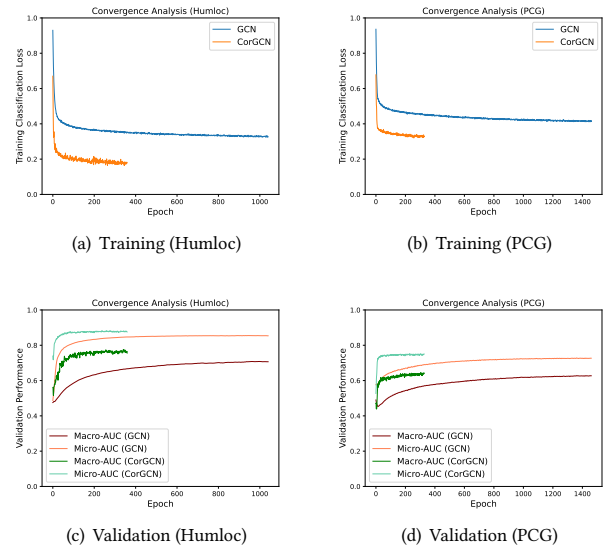 Convergence Analysis (Humloc)
GCN
CorGCN
Training Classification Loss
1.0
0.8
0.6
0.4
0.2
0.0
0 200 400 600 800 1000
Epoch
(a) Training (Humloc)
Convergence Analysis (PCG)
GCN
CorGCN
Training Classification Loss
1.0
0.8
0.6
0.4
0.2
0.0
0 200 400 600 800 1000 1200 1400
Epoch
(b) Training (PCG)
Convergence Analysis (Humloc)
Validation Performance
1.0
0.8
0.6
0.4
0.2
0.0
Macro-AUC (GCN)
Micro-AUC (GCN)
Macro-AUC (CorGCN)
Micro-AUC (CorGCN)
0 200 400 600 800 1000
Epoch
(c) Validation (Humloc)
Convergence Analysis (PCG)
Validation Performance
1.0
0.8
0.6
0.4
0.2
0.0
Macro-AUC (GCN)
Micro-AUC (GCN)
Macro-AUC (CorGCN)
Micro-AUC (CorGCN)
0 200 400 600 800 1000 1200 1400
Epoch
(d) Validation (PCG)